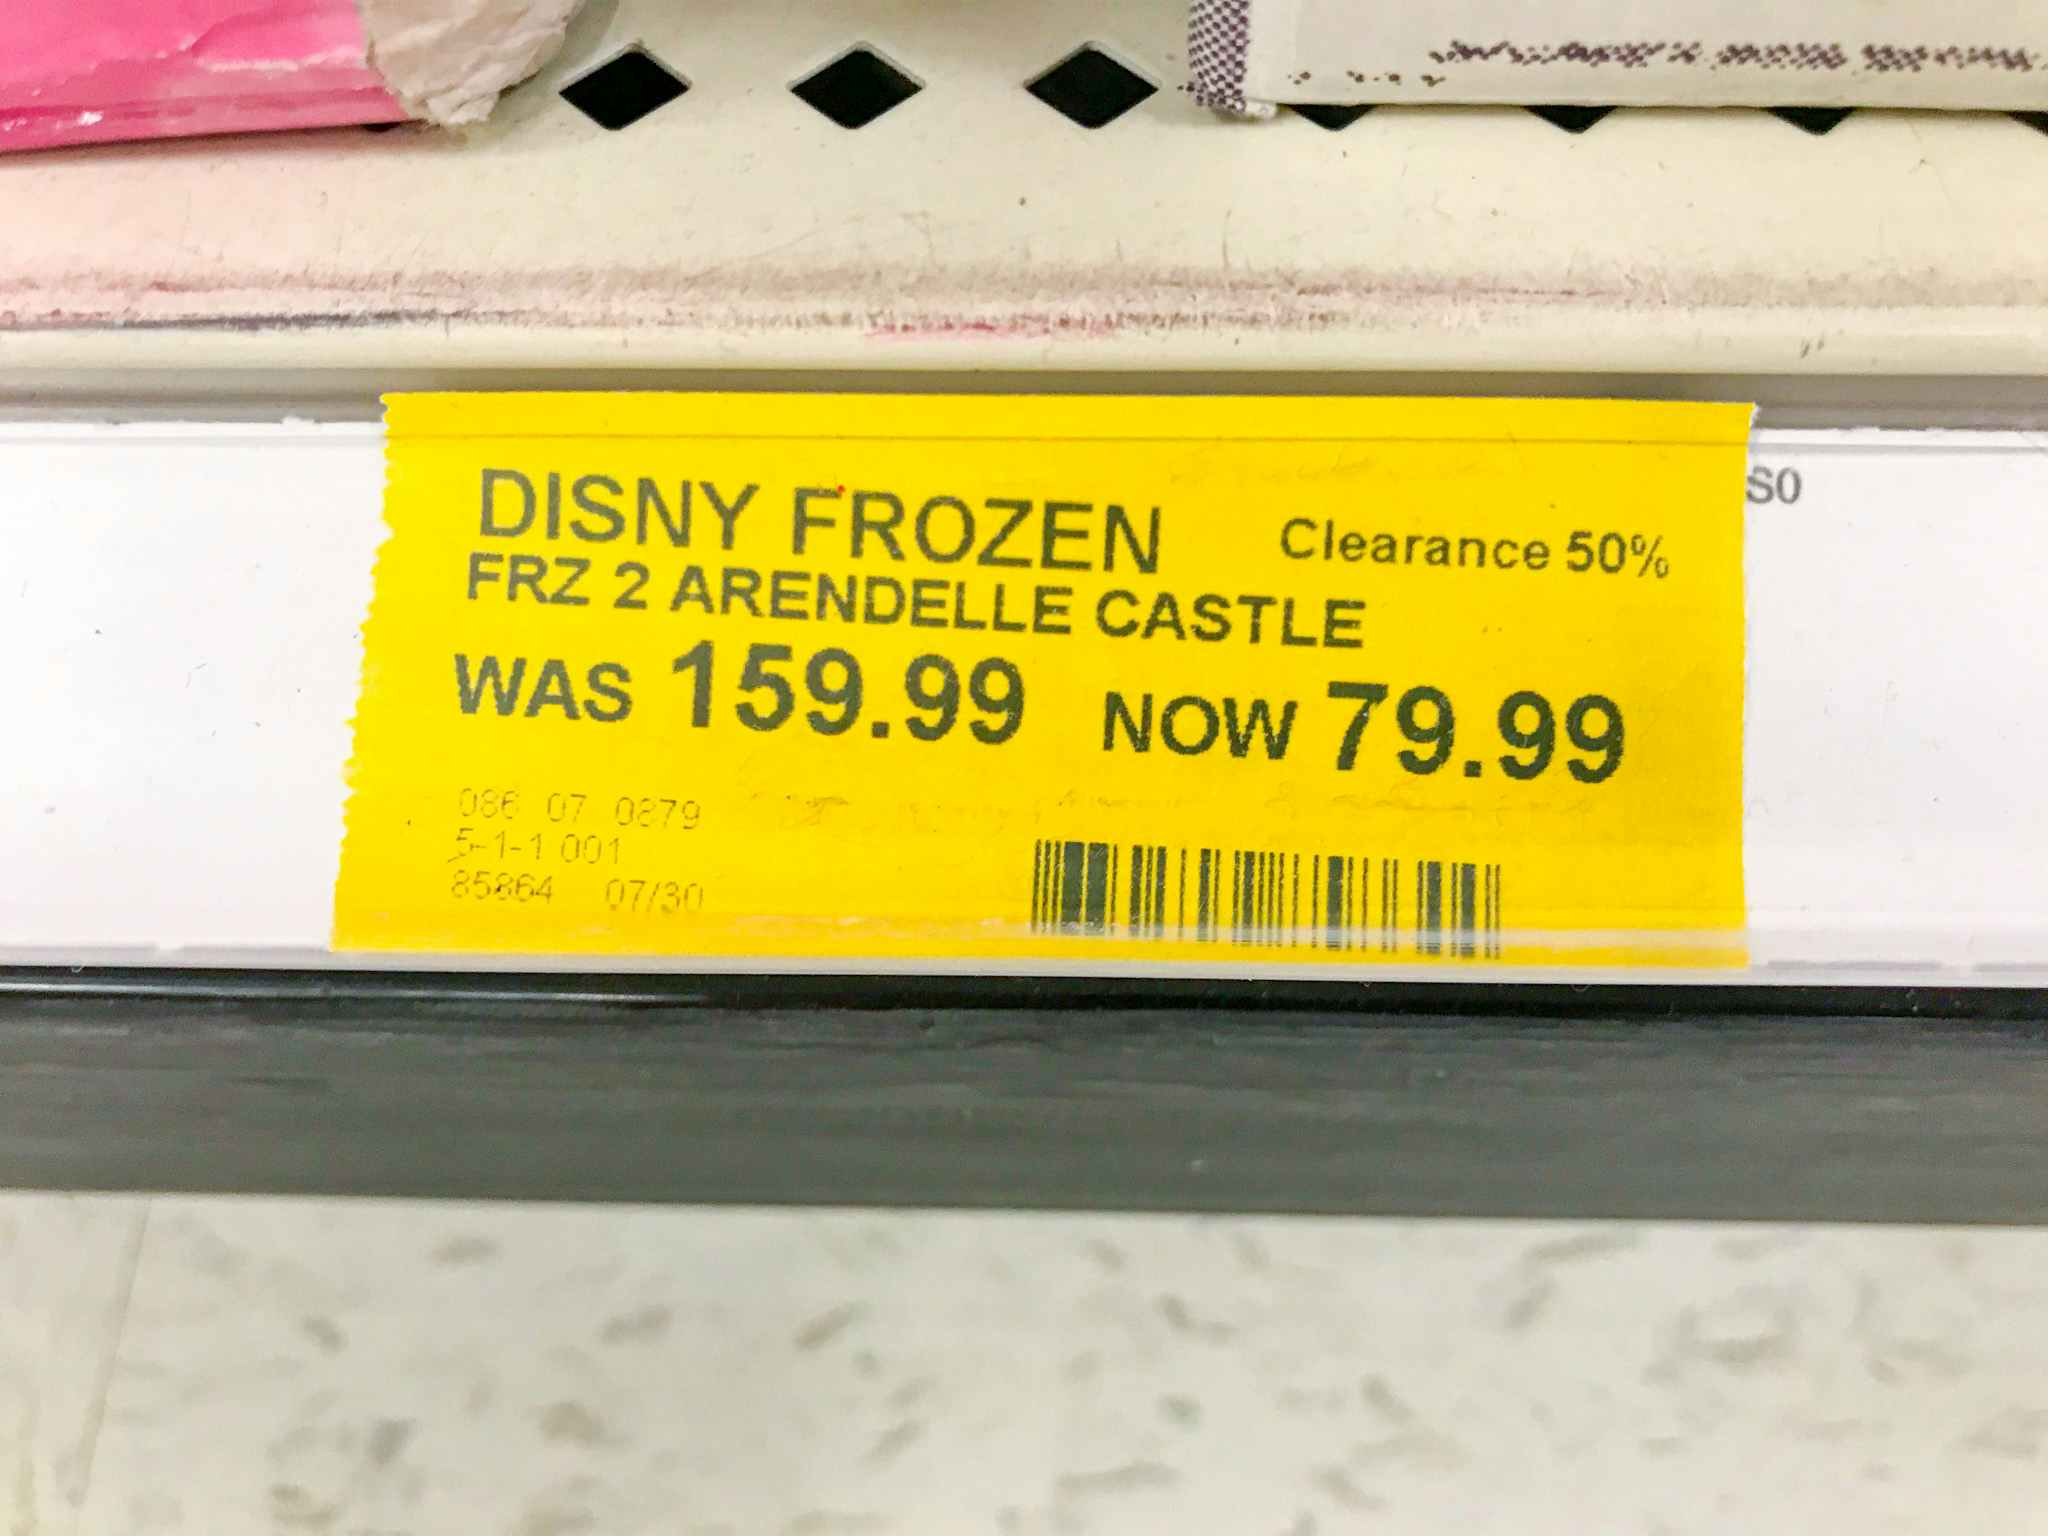 DISNY FROZEN
Clearance 50%
FRZ 2 ARENDELLE CASTLE
WAS 159.99 NOW 79.99
086 07 0879
5-1-1 001
85864 07/30
S0